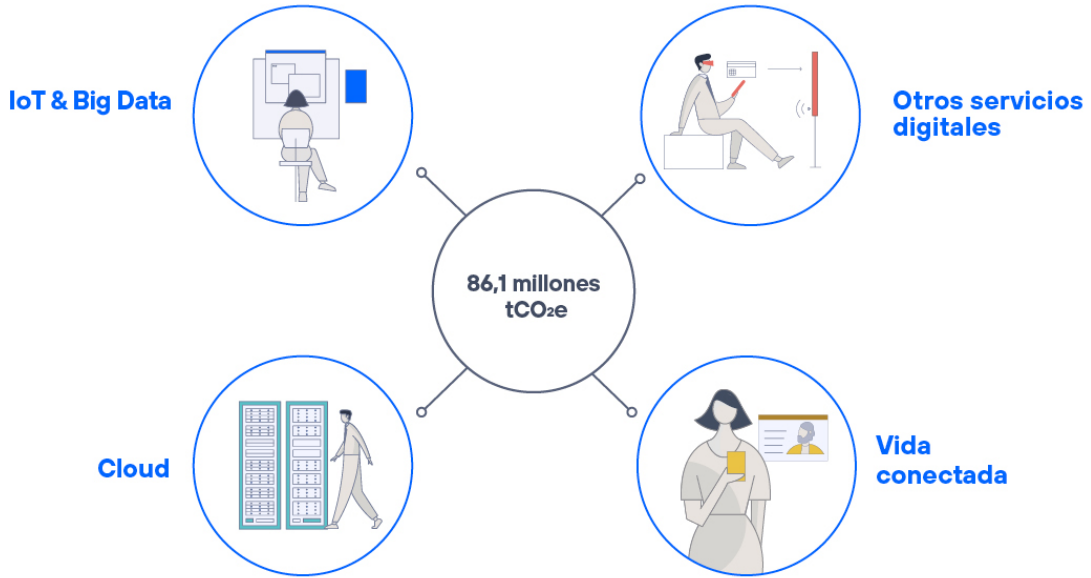 IoT & Big Data
Otros servicios
digitales
86,1 millones
tCO₂e
Cloud
Vida
conectada